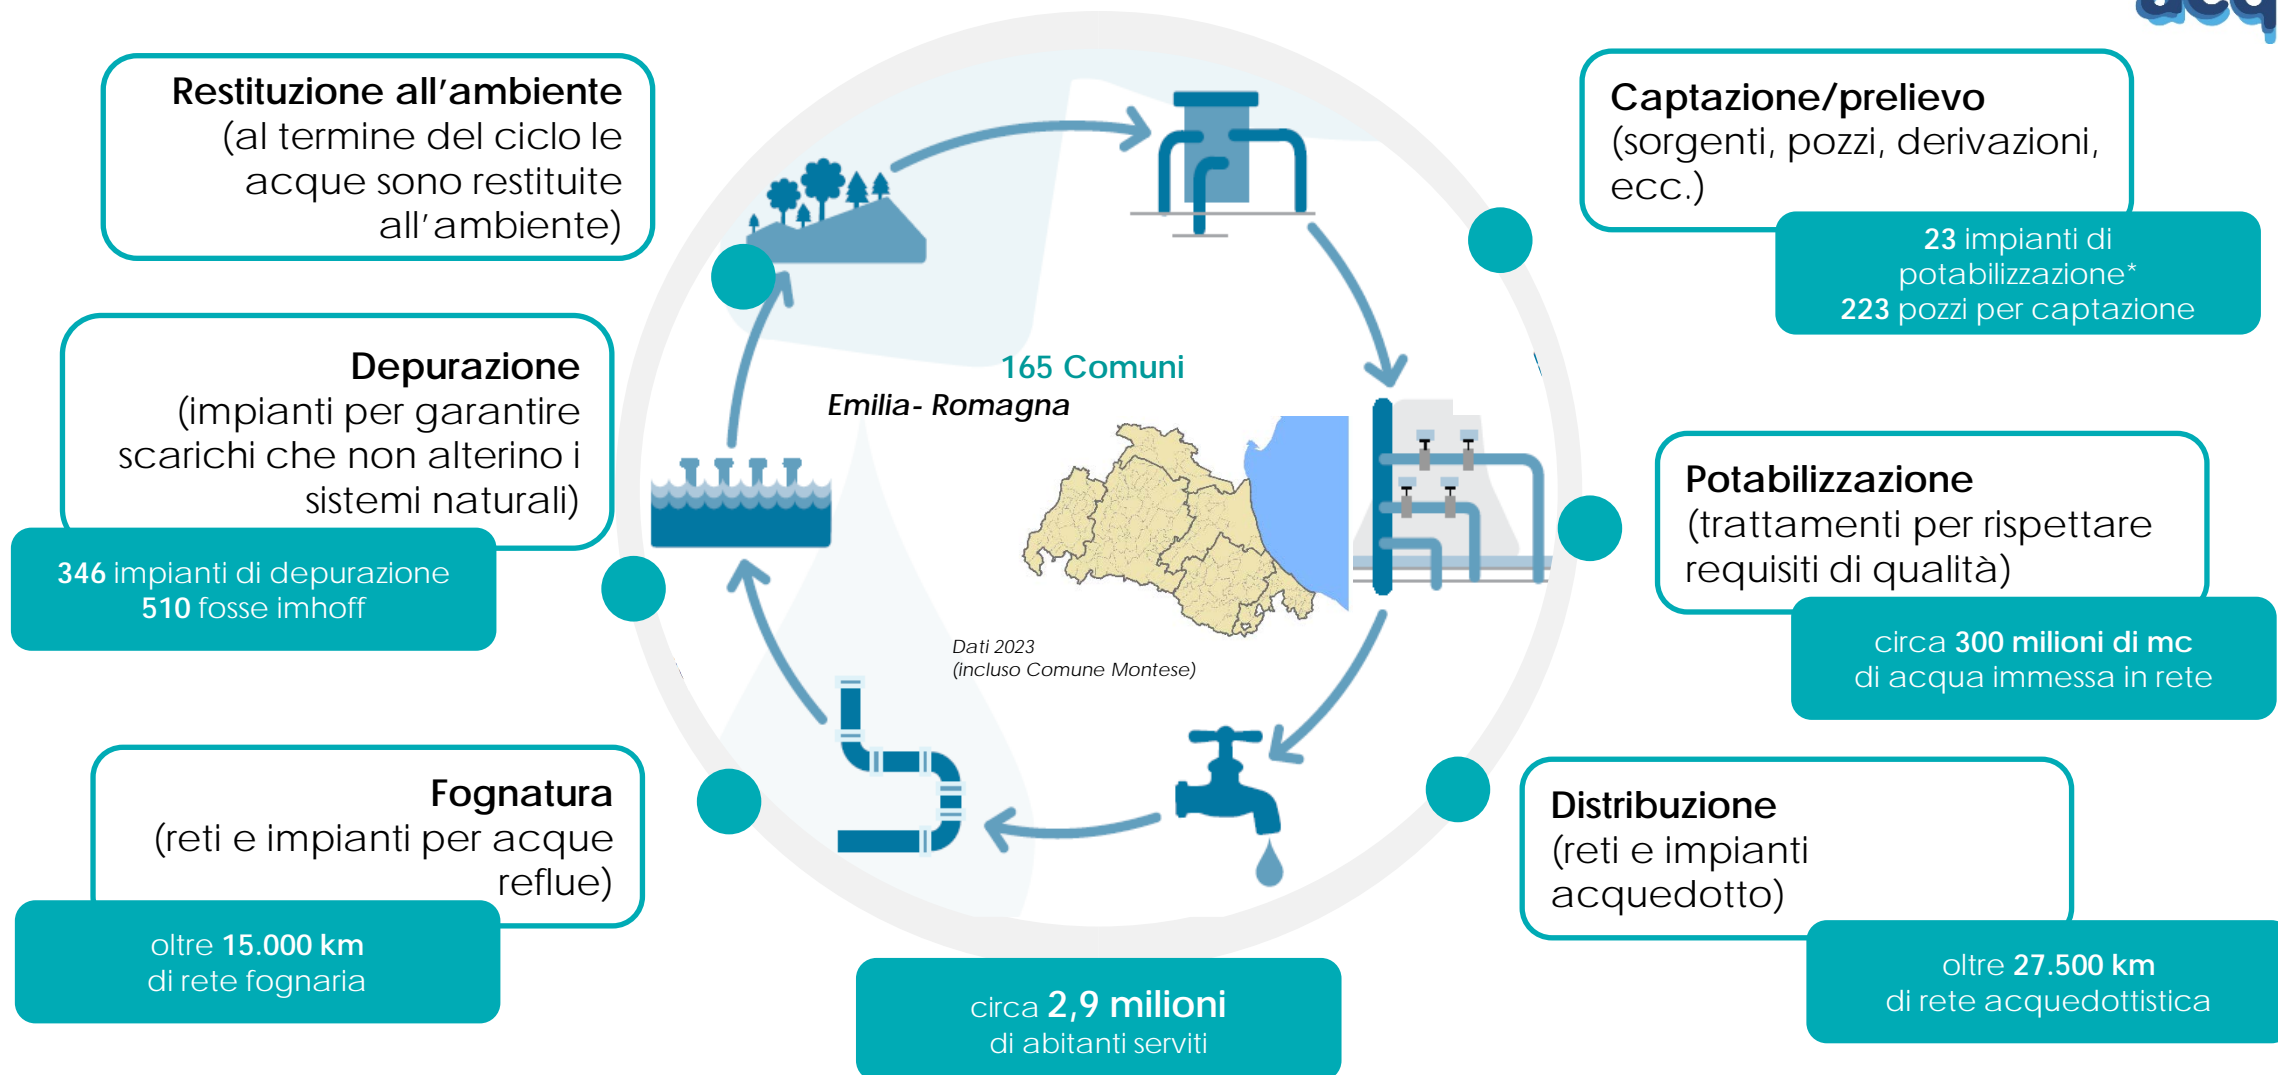 acq
Restituzione all'ambiente
(al termine del ciclo le
acque sono restituite
all'ambiente)
Captazione/prelievo
(sorgenti, pozzi, derivazioni,
ecc.)
23 impianti di
potabilizzazione*
223 pozzi per captazione
Depurazione
(impianti per garantire
scarichi che non alterino i
sistemi naturali)
346 impianti di depurazione
510 fosse imhoff
165 Comuni
Emilia- Romagna
Dati 2023
(incluso Comune Montese)
Potabilizzazione
(trattamenti per rispettare
requisiti di qualità)
circa 300 milioni di mc
di acqua immessa in rete
Fognatura
(reti e impianti per acque
reflue)
oltre 15.000 km
di rete fognaria
Distribuzione
(reti e impianti
acquedotto)
oltre 27.500 km
di rete acquedottistica
circa 2,9 milioni
di abitanti serviti